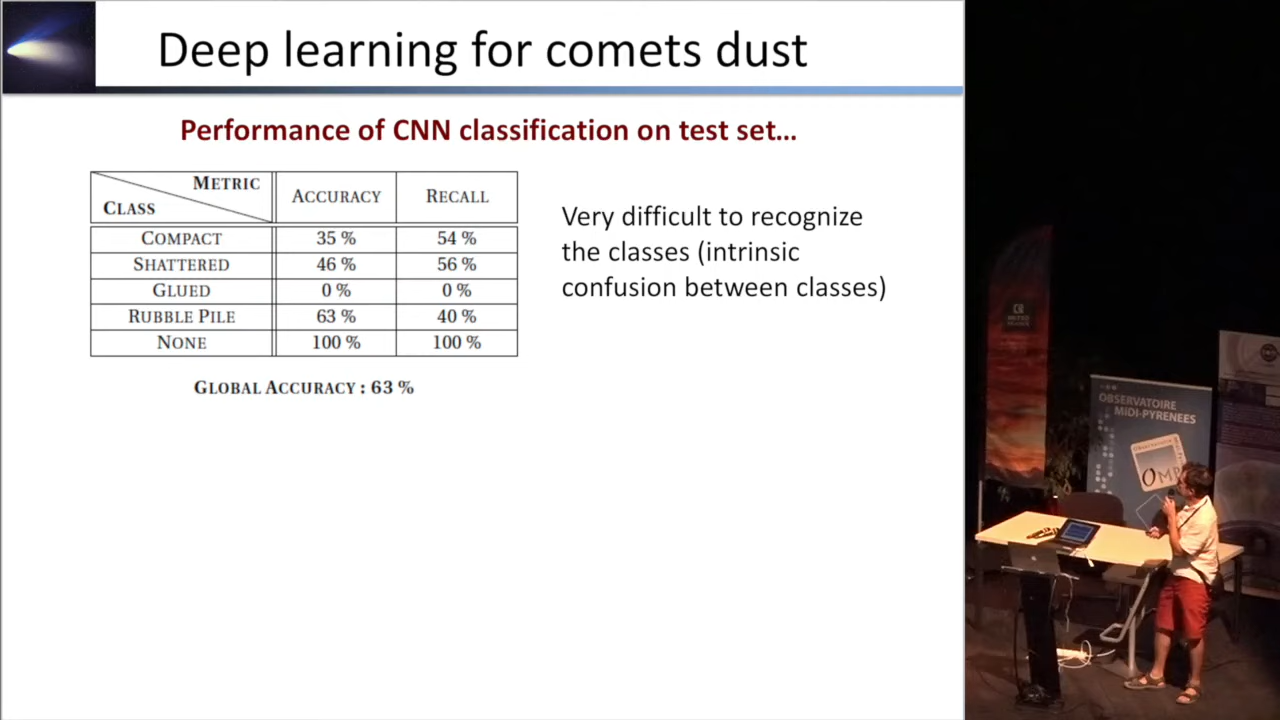 Deep learning for comets dust
Performance of CNN classification on test set...
METRIC
CLASS
ACCURACY
RECALL
COMPACT 35 % 54 %
SHATTERED 46 % 56 %
GLUED 0 % 0 %
RUBBLE PILE 63 % 40 %
NONE 100 % 100 %
GLOBAL ACCURACY : 63 %
Very difficult to recognize
the classes (intrinsic
confusion between classes)
OBSERVATOIRE
MIDI-PYRENEES
OMP